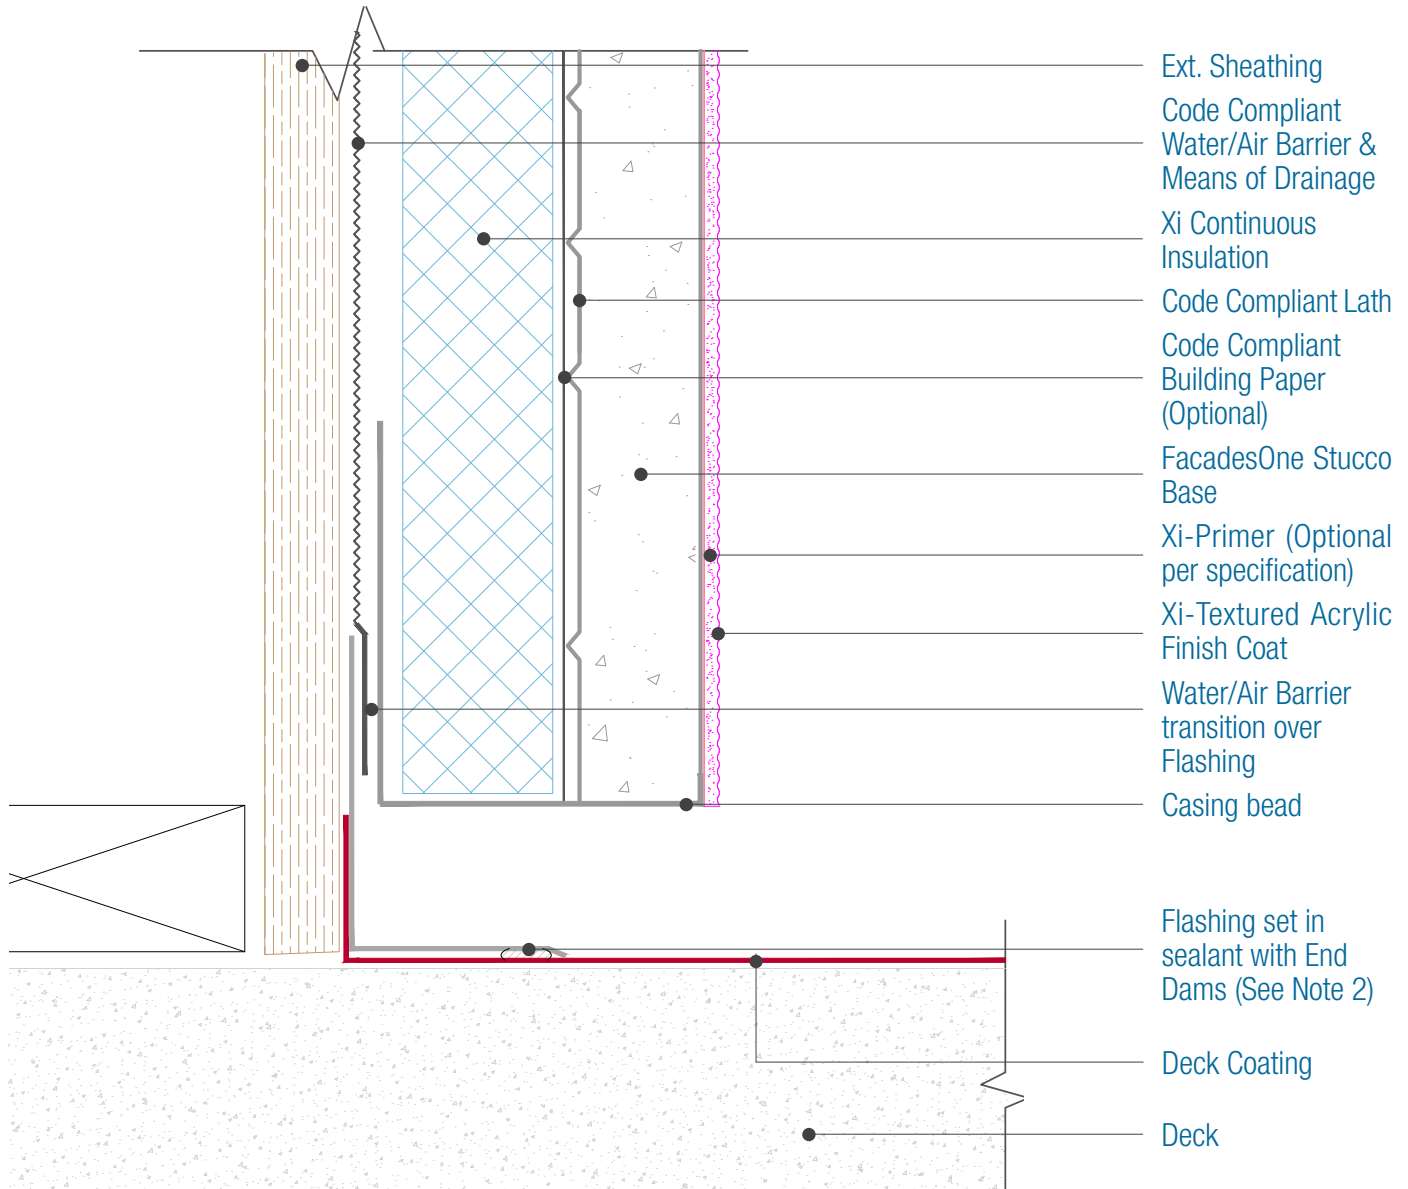 Ext. Sheathing
Code Compliant
Water/Air Barrier &
Means of Drainage
Xi Continuous
Insulation
Code Compliant Lath
Code Compliant
Building Paper
(Optional)
FacadesOne Stucco
Base
Xi-Primer (Optional
per specification)
Xi-Textured Acrylic
Finish Coat
Water/Air Barrier
transition over
Flashing
Casing bead
Flashing set in
sealant with End
Dams (See Note 2)
Deck Coating
Deck